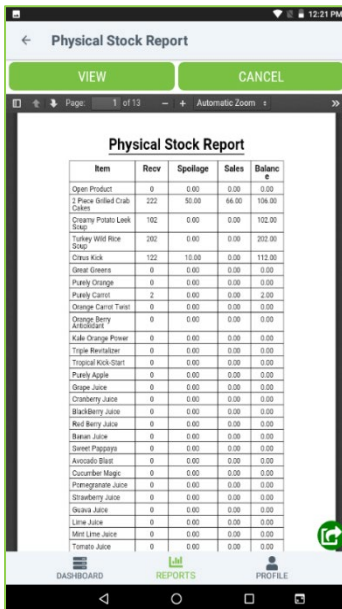 12:21 PM
Physical Stock Report
VIEW CANCEL
Page: 1 of 13 − + Automatic Zoom
Physical Stock Report
Item Recv Spoilage Sales Balanc
e
Open Product 0 0.00 0.00 0.00
2 Piece Grilled Crab 222 50.00 66.00 106.00
Cakes
Creamy Potato Leek 102 0.00 0.00 102.00
Soup
Turkey Wild Rice 202 0.00 0.00 202.00
Soup
Citrus Kick 122 10.00 0.00 112.00
Great Greens 0 0.00 0.00 0.00
Purely Orange 0 0.00 0.00 0.00
Purely Carrot 2 0.00 0.00 2.00
Orange Carrot Twist 0 0.00 0.00 0.00
Orange Berry 0 0.00 0.00 0.00
Antioxidant
Kale Orange Power 0 0.00 0.00 0.00
Triple Revitalizer 0 0.00 0.00 0.00
Tropical Kick-Start 0 0.00 0.00 0.00
Purely Apple 0 0.00 0.00 0.00
Grape Juice 0 0.00 0.00 0.00
Cranberry Juice 0 0.00 0.00 0.00
BlackBerry Juice 0 0.00 0.00 0.00
Red Berry Juice 0 0.00 0.00 0.00
Banan Juice 0 0.00 0.00 0.00
Sweet Pappaya 0 0.00 0.00 0.00
Avocado Blast 0 0.00 0.00 0.00
Cucumber Magic 0 0.00 0.00 0.00
Pomegranate Juice 0 0.00 0.00 0.00
Strawberry Juice 0 0.00 0.00 0.00
Guava Juice 0 0.00 0.00 0.00
Lime Juice 0 0.00 0.00 0.00
Mint Lime Juice 0 0.00 0.00 0.00
Tomato Juice 0 0.00 0.00 0.00
DASHBOARD REPORTS PROFILE